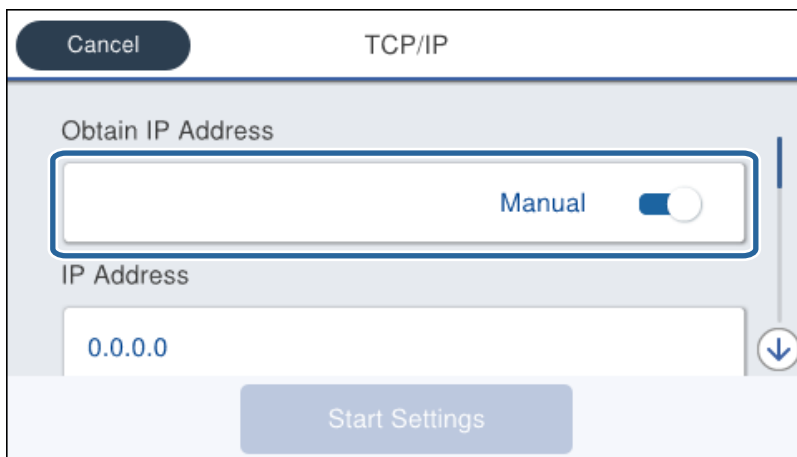 Cancel
TCP/IP
Obtain IP Address
Manual
IP Address
0.0.0.0
Start Settings